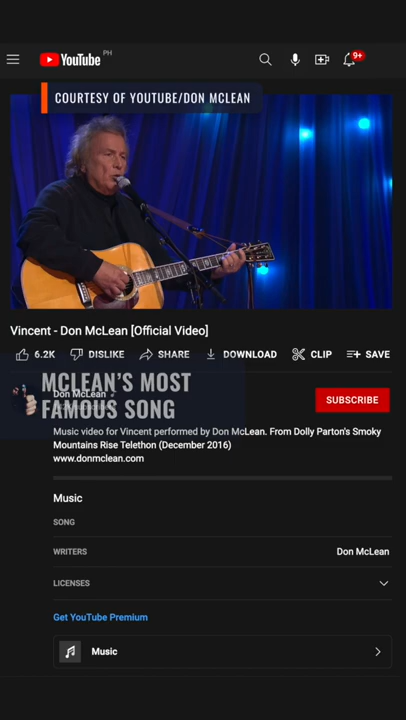 YouTube PH
9+
COURTESY OF YOUTUBE/DON MCLEAN
Vincent - Don McLean [Official Video]
6.2K DISLIKE SHARE DOWNLOAD CLIP SAVE
MCLEAN'S MOST
FAMOUS SONG
Don McLean
SUBSCRIBE
Music video for Vincent performed by Don McLean. From Dolly Parton's Smoky
Mountains Rise Telethon (December 2016)
www.donmclean.com
Music
SONG
WRITERS Don McLean
LICENSES
Get YouTube Premium
Music